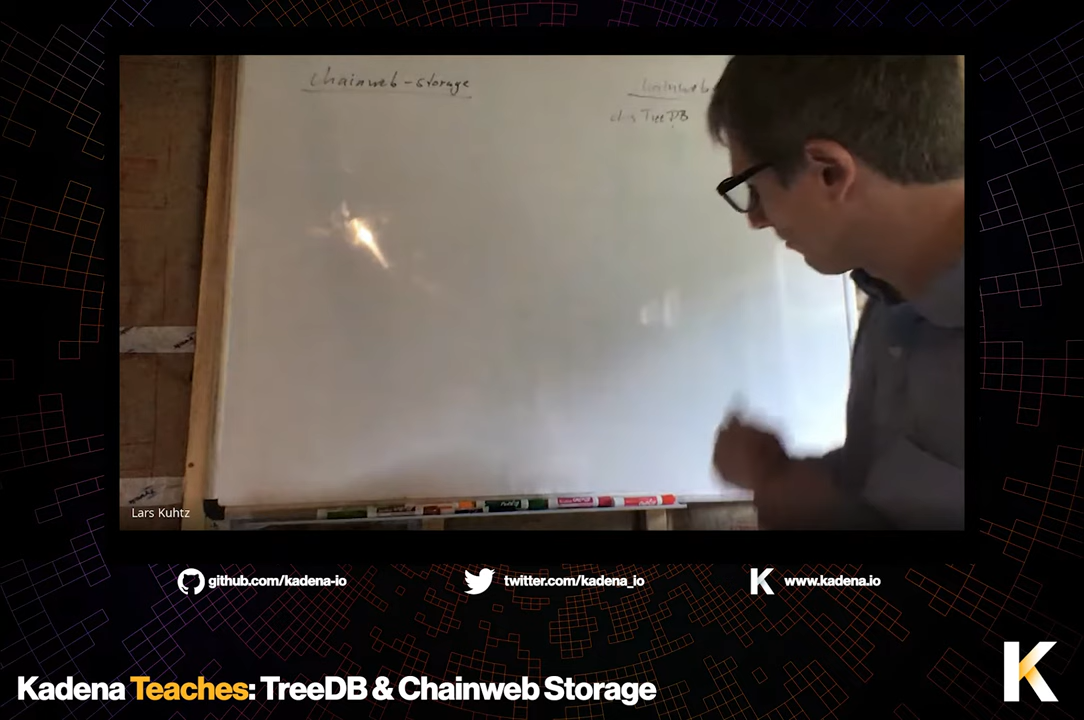 chainweb-storage
TreeDB
Lars Kuhtz
github.com/kadena-io
twitter.com/kadena_io
K www.kadena.io
Kadena Teaches: TreeDB & Chainweb Storage
K